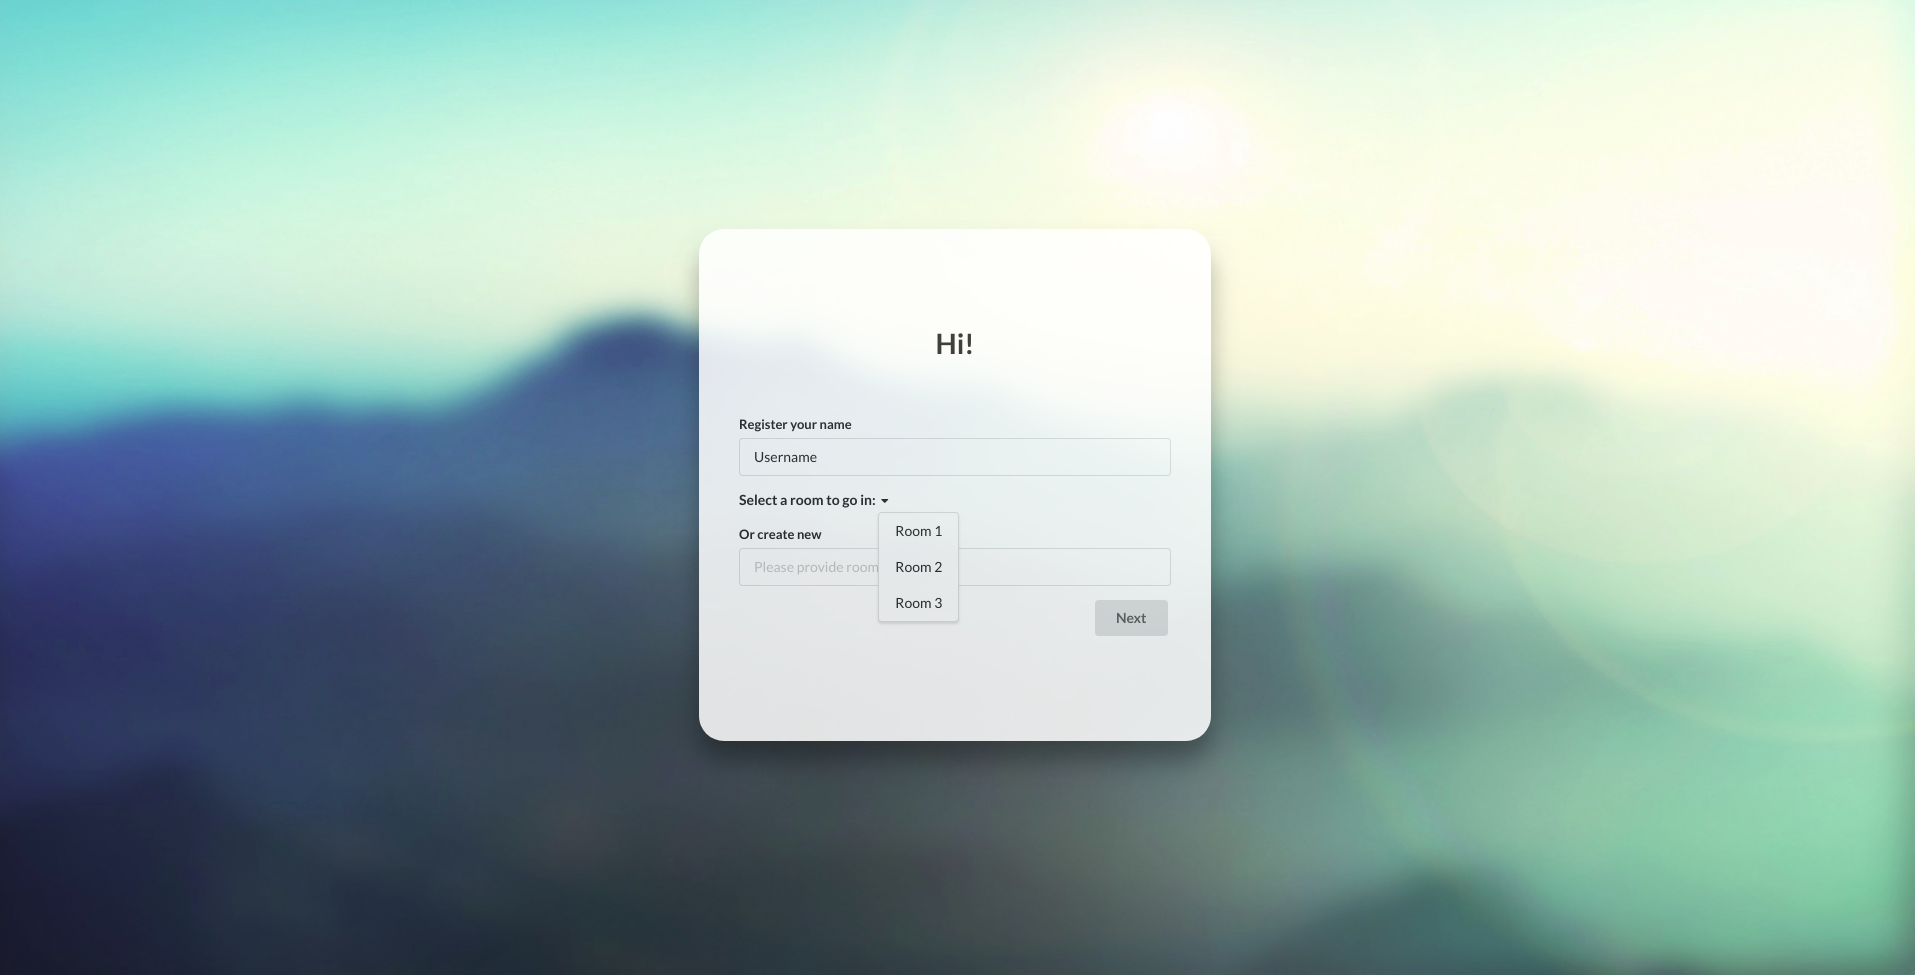 Hi!
Register your name
Username
Select a room to go in:
Room 1
Or create new
Please provide room
Room 2
Room 3
Next